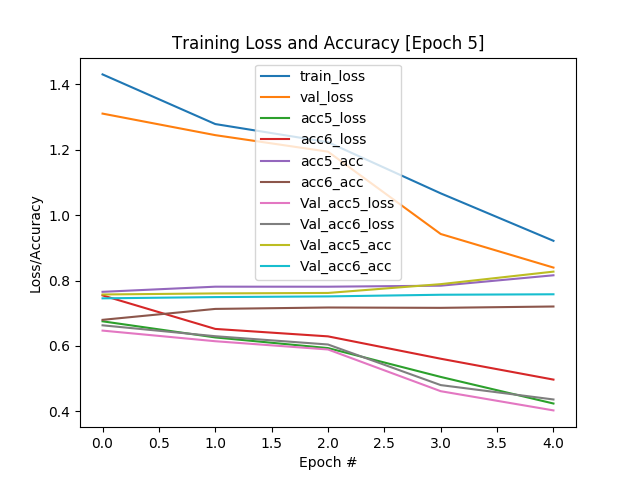 Training Loss and Accuracy [Epoch 5]
train_loss
val_loss
acc5_loss
acc6_loss
acc5_acc
acc6_acc
Val_acc5_loss
Val_acc6_loss
Val_acc5_acc
Val_acc6_acc
Loss/Accuracy
1.4
1.2
1.0
0.8
0.6
0.4
0.0 0.5 1.0 1.5 2.0 2.5 3.0 3.5 4.0
Epoch #